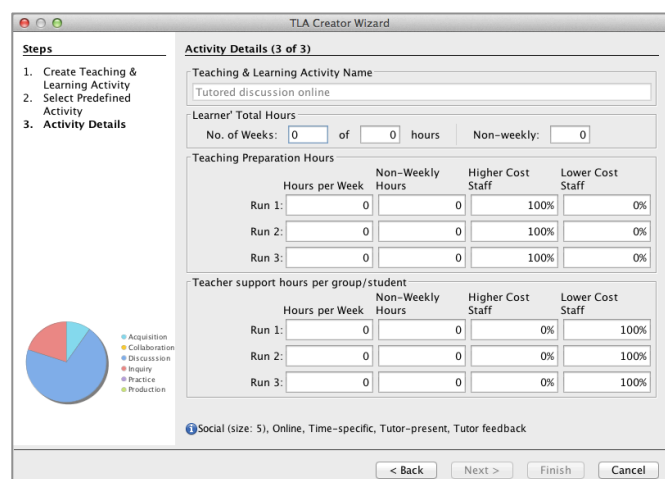 TLA Creator Wizard
Steps
1. Create Teaching &
Learning Activity
2. Select Predefined
Activity
3. Activity Details
Acquisition
Collaboration
Discusssion
Inquiry
Practice
Production
Activity Details (3 of 3)
Teaching & Learning Activity Name
Tutored discussion online
Learner' Total Hours
No. of Weeks: 0 of 0 hours Non-weekly: 0
Teaching Preparation Hours
Hours per Week Non-Weekly Hours Higher Cost Staff Lower Cost Staff
Run 1: 0 0 100% 0%
Run 2: 0 0 100% 0%
Run 3: 0 0 100% 0%
Teacher support hours per group/student
Hours per Week Non-Weekly Hours Higher Cost Staff Lower Cost Staff
Run 1: 0 0 0% 100%
Run 2: 0 0 0% 100%
Run 3: 0 0 0% 100%
Social (size: 5), Online, Time-specific, Tutor-present, Tutor feedback
< Back Next > Finish Cancel